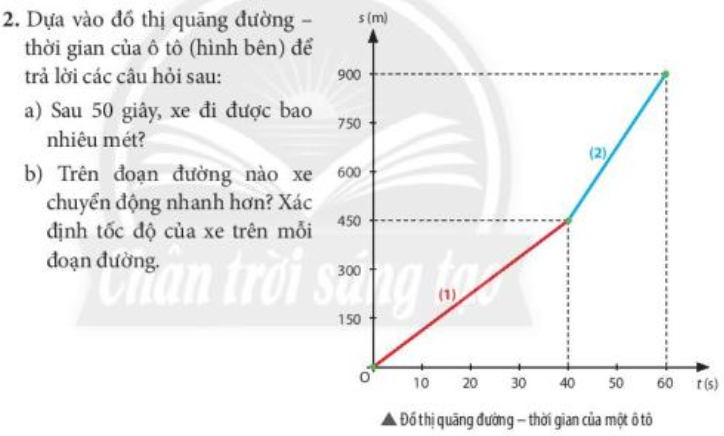 2. Dựa vào đồ thị quãng đường –
thời gian của ô tô (hình bên) để
trả lời các câu hỏi sau:
a) Sau 50 giây, xe đi được bao
nhiêu mét?
b) Trên đoạn đường nào xe
chuyển động nhanh hơn? Xác
định tốc độ của xe trên mỗi
đoạn đường.
Chân trời sáng tạo
s (m)
900
750
600
450
300
150
O
(2)
(1)
10 20 30 40 50 60 t (s)
▲ Đồ thị quãng đường – thời gian của một ô tô